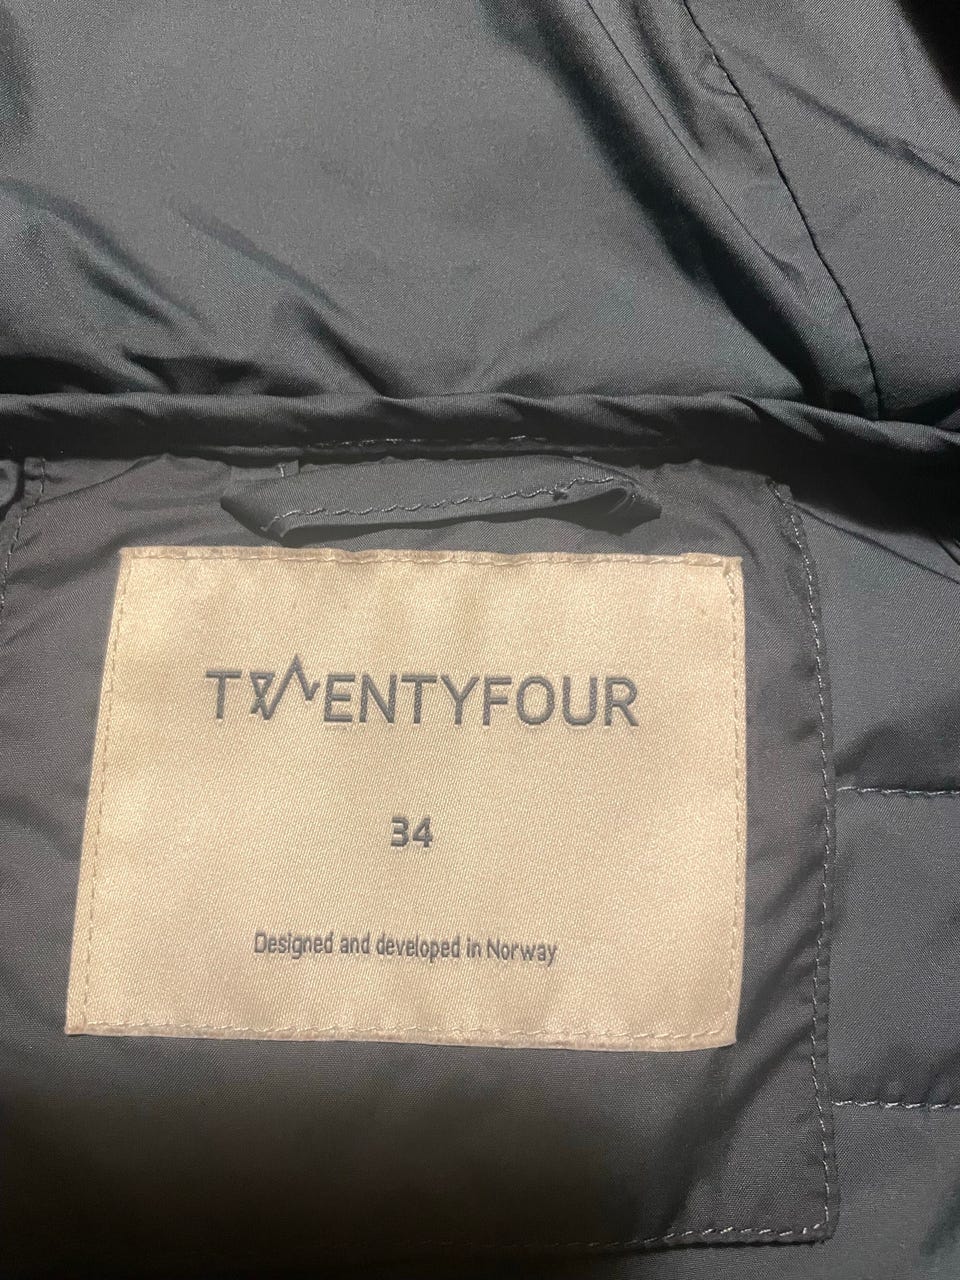 TWENTYFOUR
34
Designed and developed in Norway